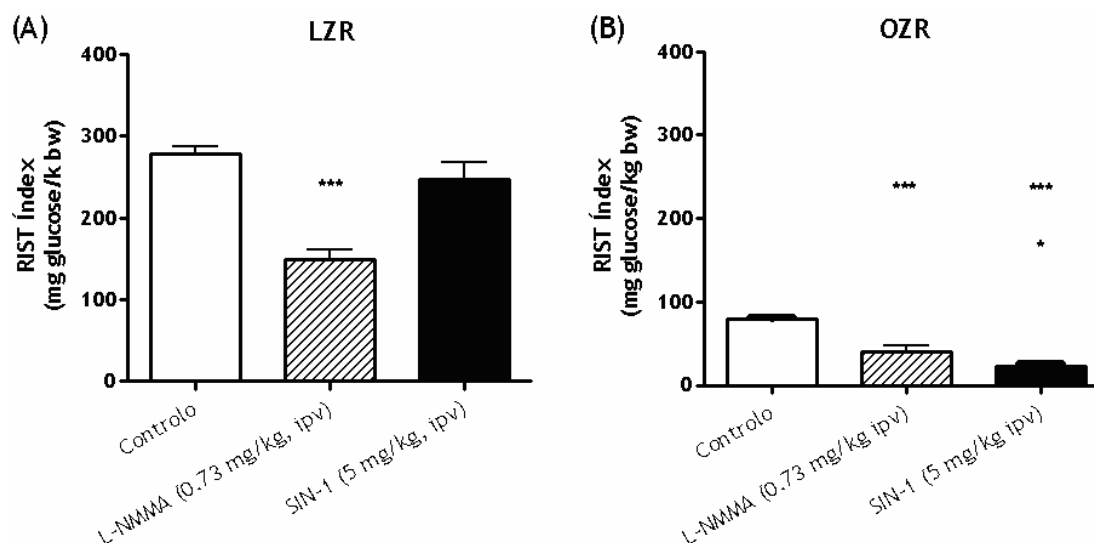 (A)
LZR
400
300
200
100
0
RIST Índex
(mg glucose/k bw)
***
Controlo
L-NMMA (0.73 mg/kg, ipv)
SIN-1 (5 mg/kg, ipv)
(B)
OZR
400
300
200
100
0
RIST Índex
(mg glucose/kg bw)
***
***
*
Controlo
L-NMMA (0.73 mg/kg ipv)
SIN-1 (5 mg/kg ipv)